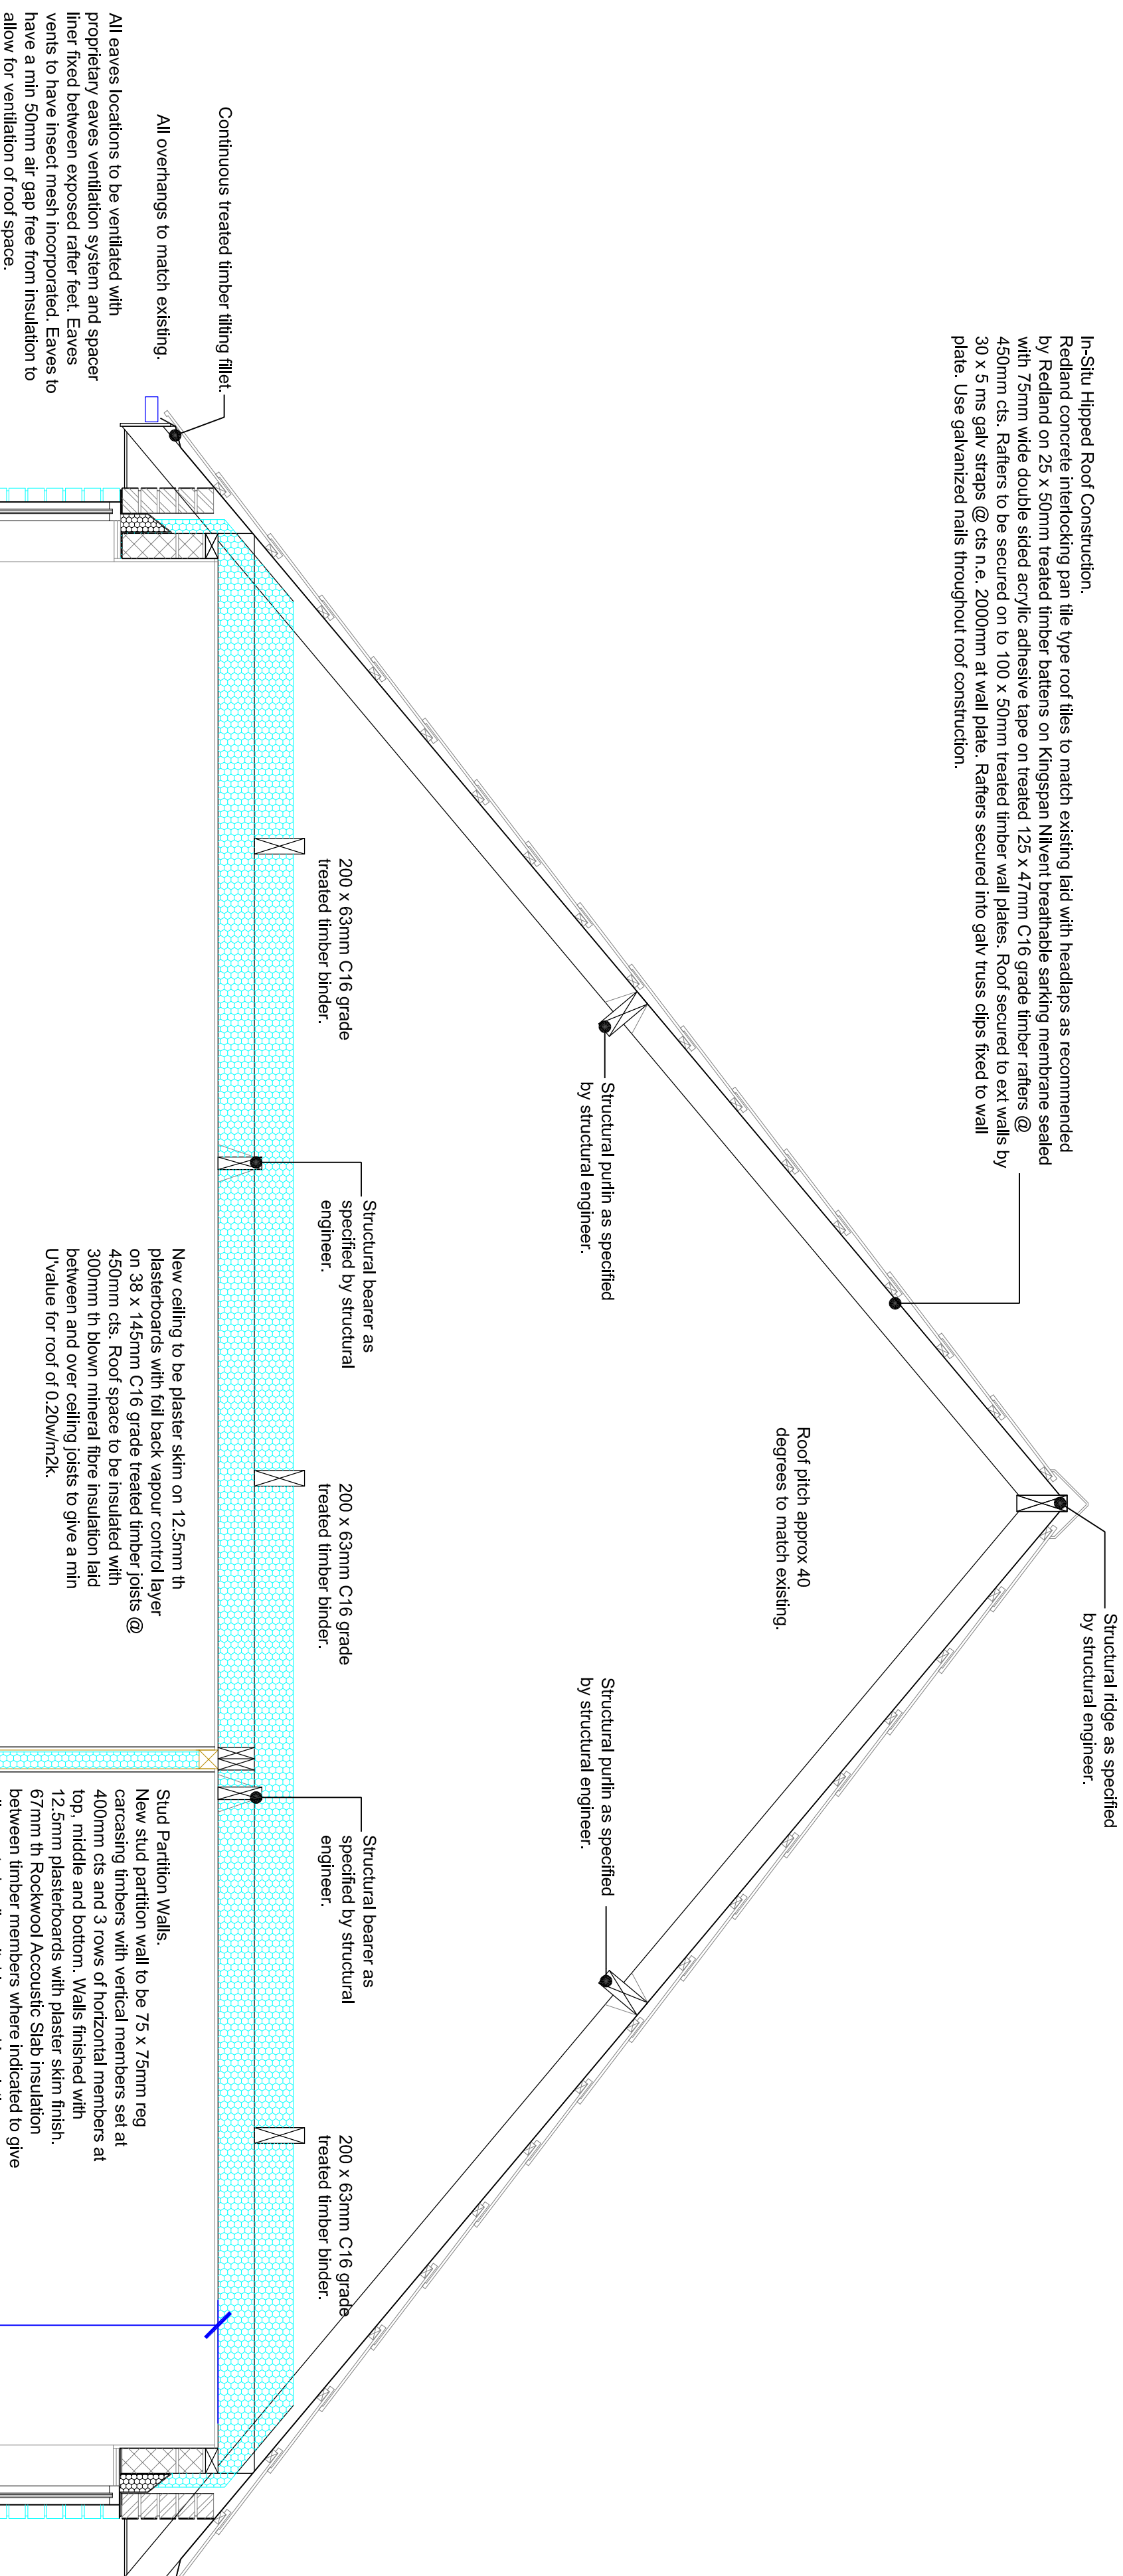 In-Situ Hipped Roof Construction.
Redland concrete interlocking pan tile type roof tiles to match existing laid with headlaps as recommended
by Redland on 25 x 50mm treated timber battens on Kingspan Nilvent breathable sarking membrane sealed
with 75mm wide double sided acrylic adhesive tape on treated 125 x 47mm C16 grade timber rafters @
450mm cts. Rafters to be secured on to 100 x 50mm treated timber wall plates. Roof secured to ext walls by
30 x 5 ms galv straps @ cts n.e. 2000mm at wall plate. Rafters secured into galv truss clips fixed to wall
plate. Use galvanized nails throughout roof construction.
Structural ridge as specified
by structural engineer.
Roof pitch approx 40
degrees to match existing.
Structural purlin as specified
by structural engineer.
Structural purlin as specified
by structural engineer.
200 x 63mm C16 grade
treated timber binder.
Structural bearer as
specified by structural
engineer.
200 x 63mm C16 grade
treated timber binder.
Structural bearer as
specified by structural
engineer.
200 x 63mm C16 grade
treated timber binder.
Continuous treated timber tilting fillet.
All overhangs to match existing.
All eaves locations to be ventilated with
proprietary eaves ventilation system and spacer
liner fixed between exposed rafter feet. Eaves
vents to have insect mesh incorporated. Eaves to
have a min 50mm air gap free from insulation to
allow for ventilation of roof space.
New ceiling to be plaster skim on 12.5mm th
plasterboards with foil back vapour control layer
on 38 x 145mm C16 grade treated timber joists @
450mm cts. Roof space to be insulated with
300mm th blown mineral fibre insulation laid
between and over ceiling joists to give a min
U'value for roof of 0.20w/m2k.
Stud Partition Walls.
New stud partition wall to be 75 x 75mm reg
carcasing timbers with vertical members set at
400mm cts and 3 rows of horizontal members at
top, middle and bottom. Walls finished with
12.5mm plasterboards with plaster skim finish.
67mm th Rockwool Accoustic Slab insulation
between timber members where indicated to give